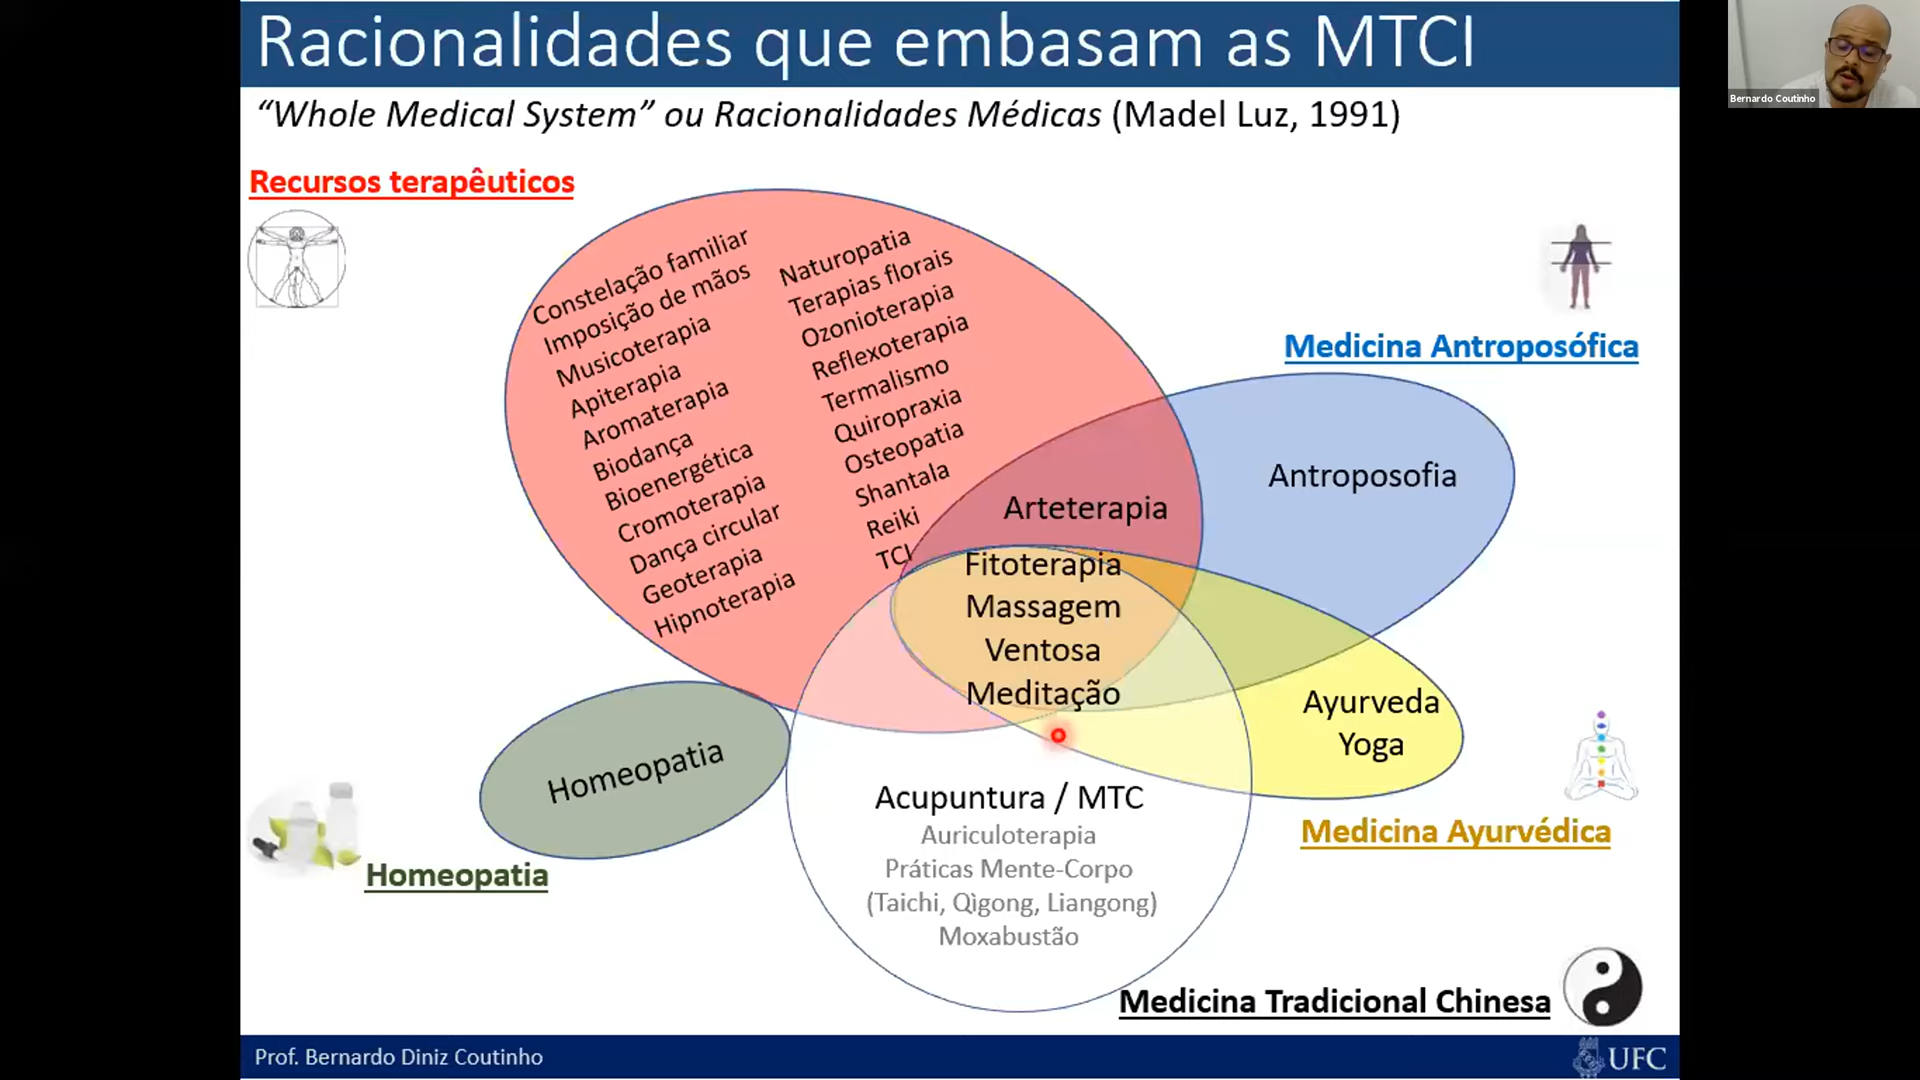 Racionalidades que embasam as MTCI
“Whole Medical System” ou Racionalidades Médicas (Madel Luz, 1991)
Bernardo Coutinho
Recursos terapêuticos
Constelação familiar
Imposição de mãos
Musicoterapia
Apiterapia
Aromaterapia
Biodança
Bioenergética
Cromoterapia
Dança circular
Geoterapia
Hipnoterapia
Naturopatia
Terapias florais
Ozonioterapia
Reflexoterapia
Termalismo
Quiropraxia
Osteopatia
Shantala
Reiki
TCI
Medicina Antroposófica
Antroposofia
Arteterapia
Fitoterapia
Massagem
Ventosa
Meditação
Ayurveda
Yoga
Medicina Ayurvédica
Homeopatia
Homeopatia
Acupuntura / MTC
Auriculoterapia
Práticas Mente-Corpo
(Taichi, Qìgong, Liangong)
Moxabustão
Medicina Tradicional Chinesa
Prof. Bernardo Diniz Coutinho
UFC